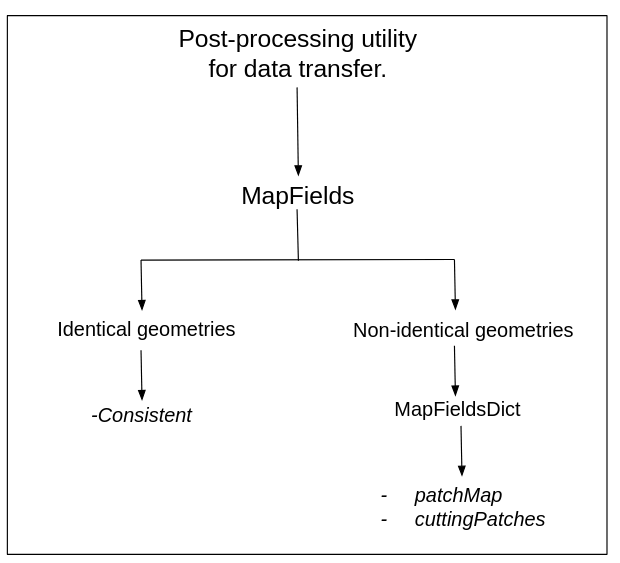 Post-processing utility
for data transfer.
MapFields
Identical geometries
Non-identical geometries
-Consistent
MapFieldsDict
- patchMap
- cuttingPatches